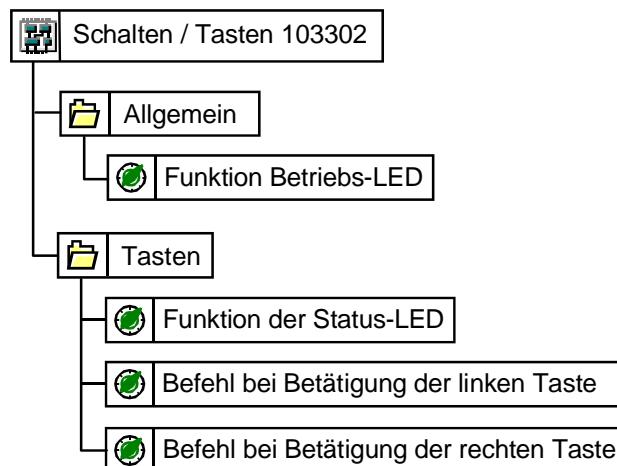 Schalten / Tasten 103302
Allgemein
Funktion Betriebs-LED
Tasten
Funktion der Status-LED
Befehl bei Betätigung der linken Taste
Befehl bei Betätigung der rechten Taste